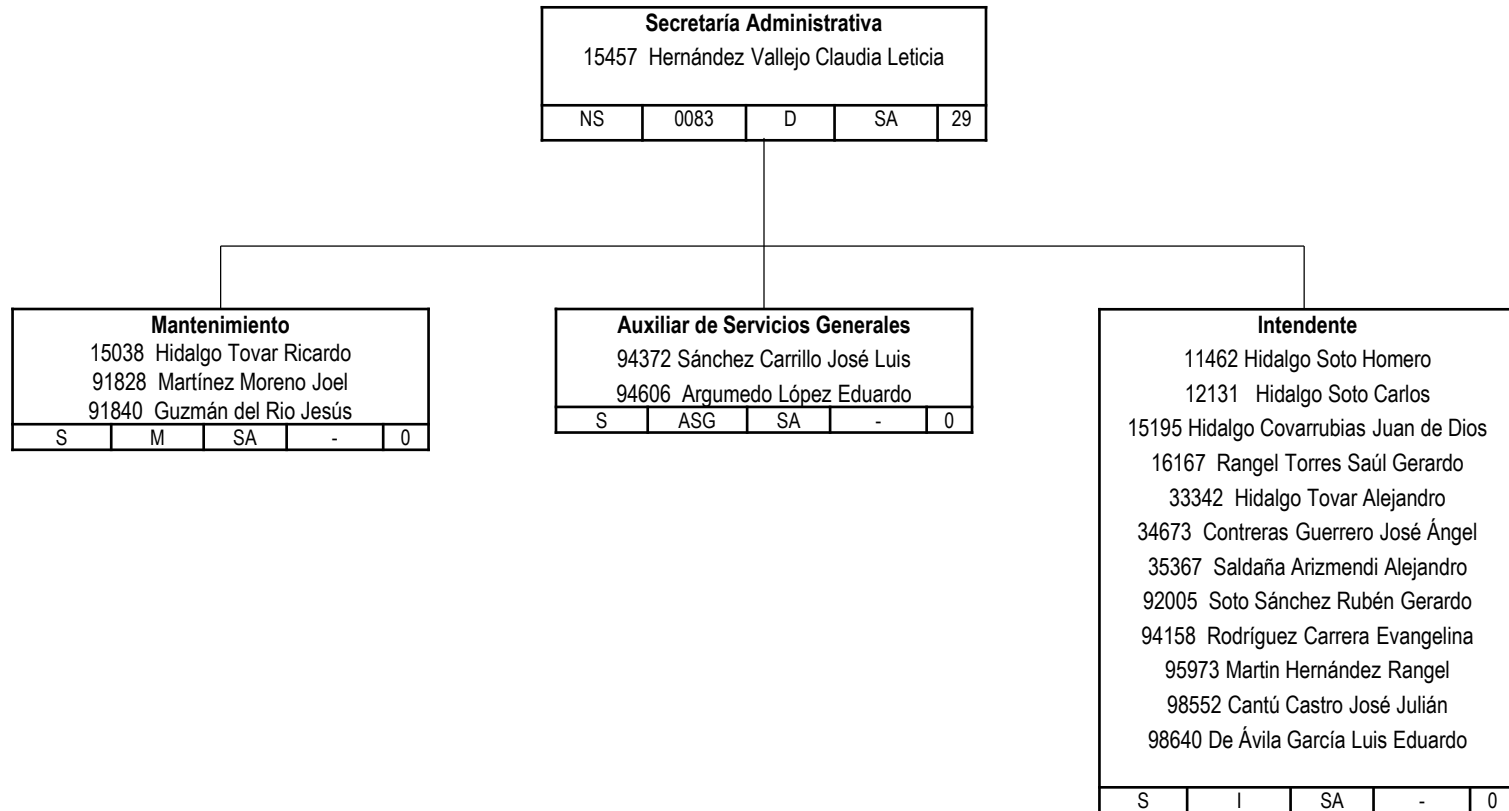 Secretaría Administrativa
15457 Hernández Vallejo Claudia Leticia
NS 0083 D SA 29
Mantenimiento
15038 Hidalgo Tovar Ricardo
91828 Martínez Moreno Joel
91840 Guzmán del Rio Jesús
S M SA - 0
Auxiliar de Servicios Generales
94372 Sánchez Carrillo José Luis
94606 Argumedo López Eduardo
S ASG SA - 0
Intendente
11462 Hidalgo Soto Homero
12131 Hidalgo Soto Carlos
15195 Hidalgo Covarrubias Juan de Dios
16167 Rangel Torres Saúl Gerardo
33342 Hidalgo Tovar Alejandro
34673 Contreras Guerrero José Ángel
35367 Saldaña Arizmendi Alejandro
92005 Soto Sánchez Rubén Gerardo
94158 Rodríguez Carrera Evangelina
95973 Martin Hernández Rangel
98552 Cantú Castro José Julián
98640 De Ávila García Luis Eduardo
S I SA - 0